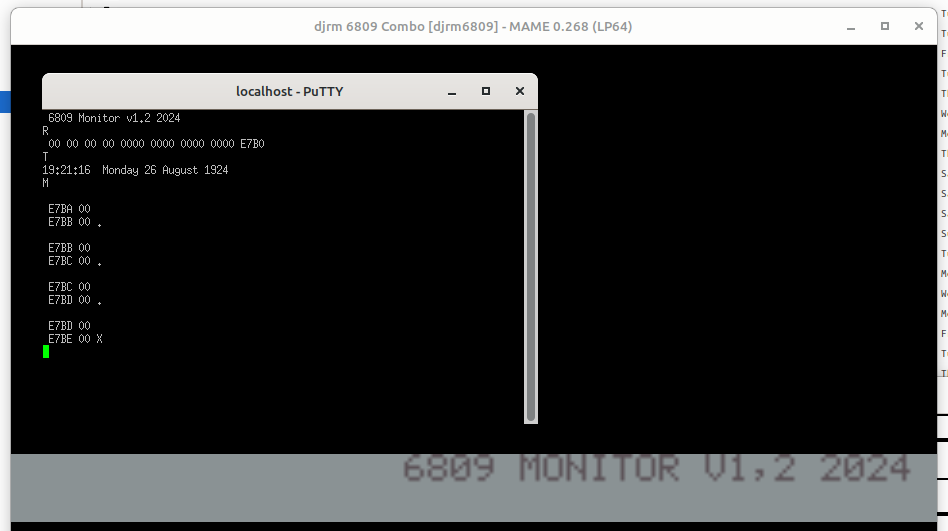 djrm 6809 Combo [djrm6809] - MAME 0.268 (LP64)
localhost - PuTTY
6809 Monitor v1.2 2024
R
00 00 00 00 0000 0000 0000 0000 E7B0
T
19:21:16  Monday 26 August 1924
M
E7BA 00
E7BB 00 .
E7BB 00
E7BC 00 .
E7BC 00
E7BD 00 .
E7BD 00
E7BE 00 X
6809 MONITOR V1,2 2024